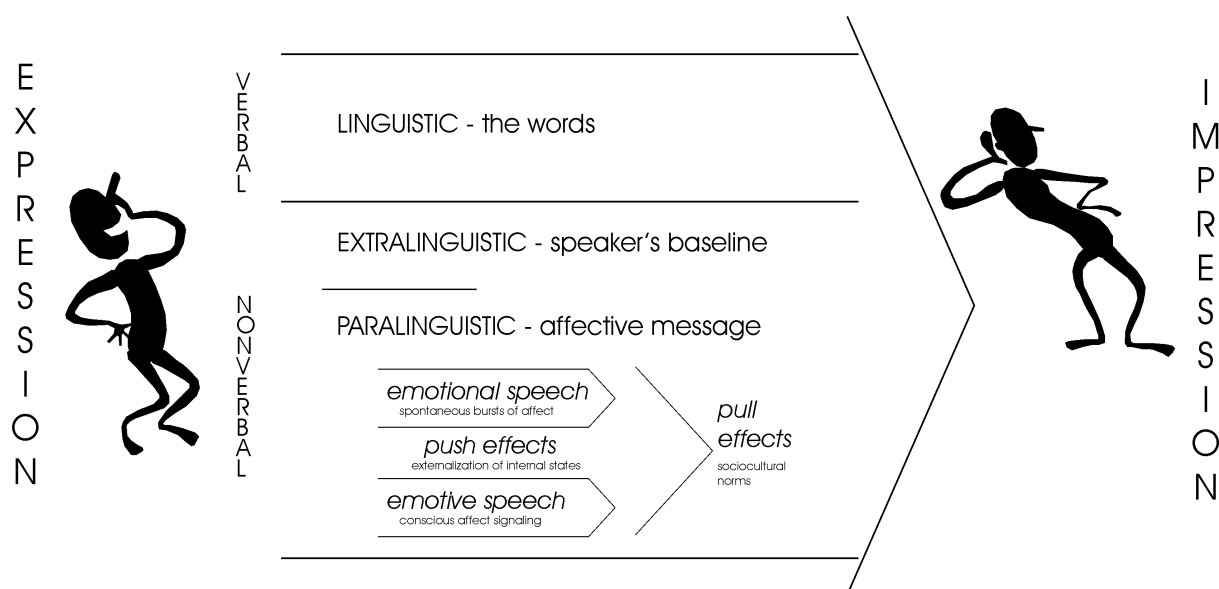 EXPRESSION
VERBAL
LINGUISTIC - the words
EXTRALINGUISTIC - speaker's baseline
NONVERBAL
PARALINGUISTIC - affective message
emotional speech
spontaneous bursts of affect
push effects
externalization of internal states
emotive speech
conscious affect signaling
pull
effects
sociocultural
norms
IMPRESSION